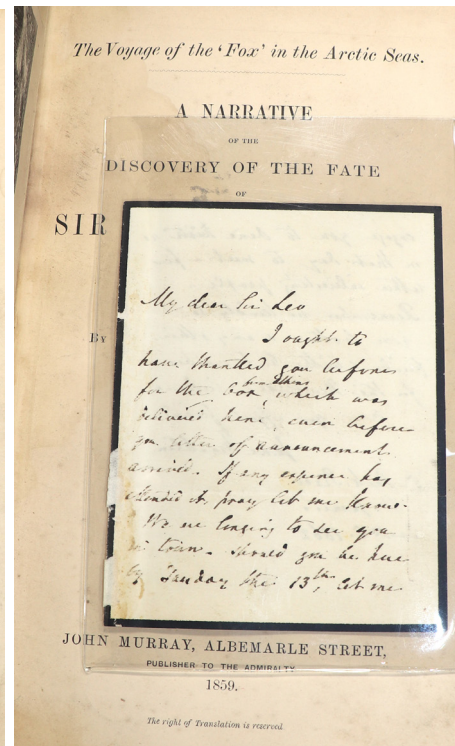 The Voyage of the 'Fox' in the Arctic Seas.
A NARRATIVE
OF THE
DISCOVERY OF THE FATE
OF
SIR
By
My dear Sir Leo
I ought to
have thanked you before
for the box from Athens, which was
delivered here even before
your letter of announcement
arrived. If any expense has
attended it, pray let me know.
We are longing to see you
in town. Should you be here
by Sunday the 13th, let me
JOHN MURRAY, ALBEMARLE STREET,
PUBLISHER TO THE ADMIRALTY
1859.
The right of Translation is reserved.